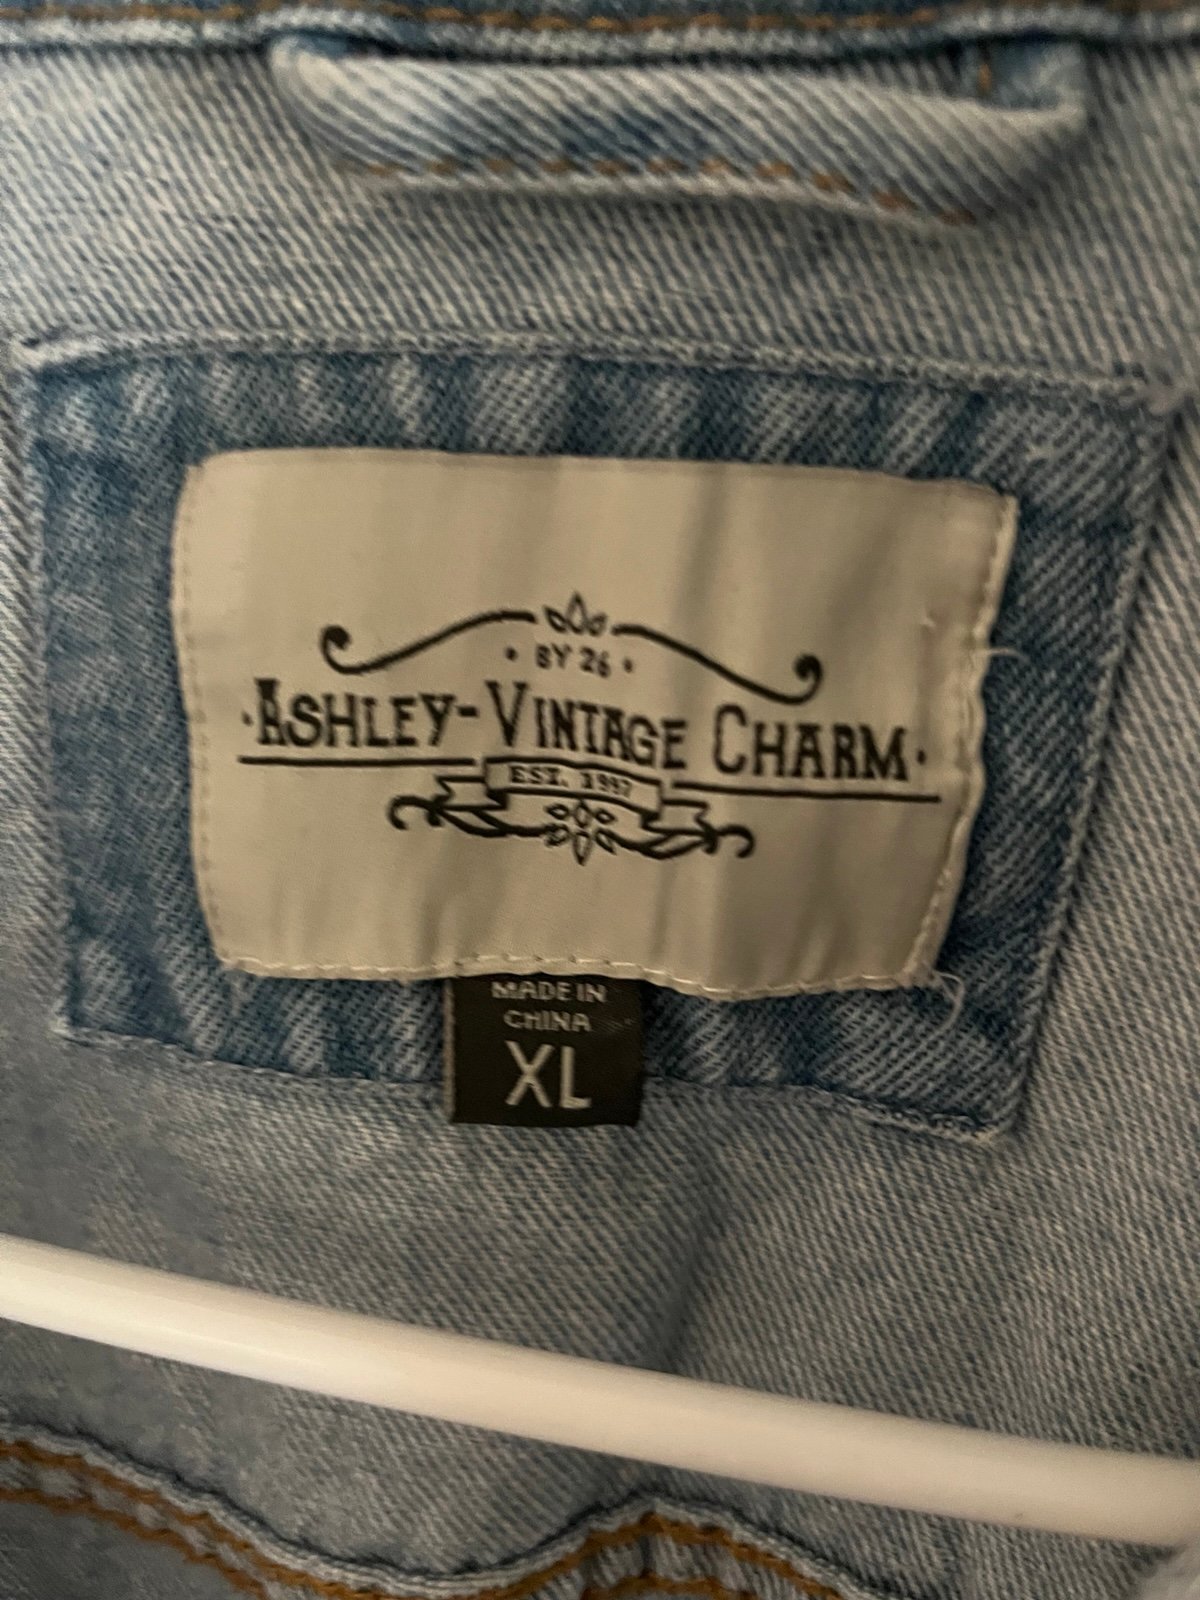 • BY 26 •
·ASHLEY-VINTAGE CHARM·
EST. 1997
MADE IN
CHINA
XL